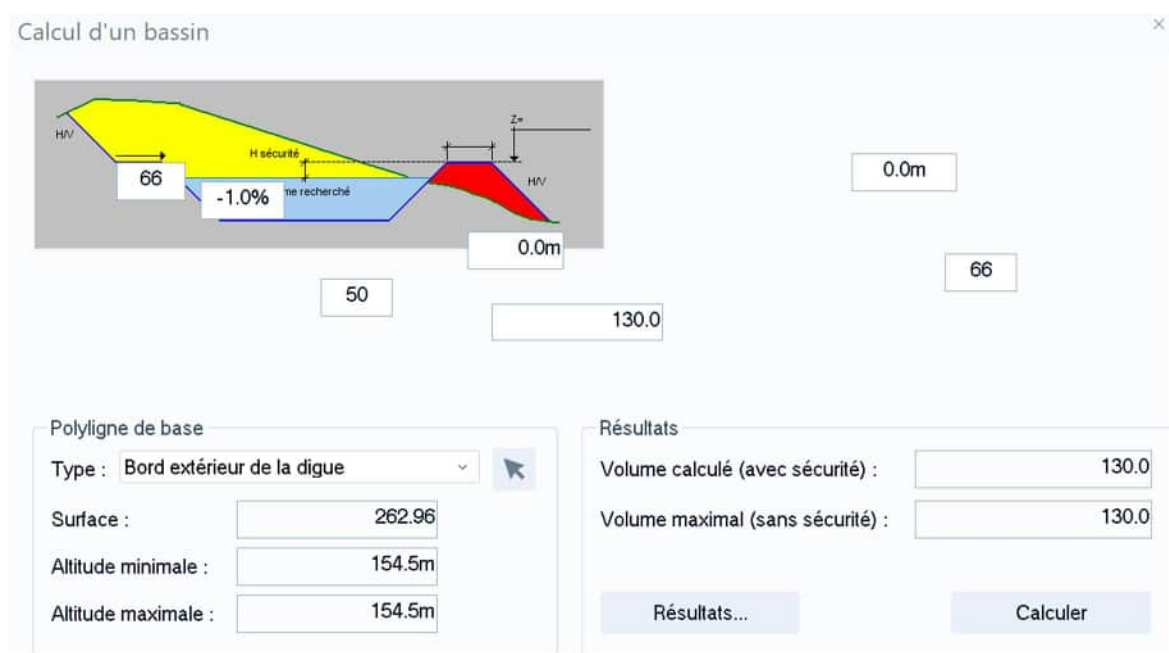 Calcul d'un bassin
×
Z=
H/V
H sécurité
66
H/V
0.0m
-1.0%
me recherché
0.0m
66
50
130.0
Polyligne de base
Type : Bord extérieur de la digue
Surface : 262.96
Altitude minimale : 154.5m
Altitude maximale : 154.5m
Résultats
Volume calculé (avec sécurité) : 130.0
Volume maximal (sans sécurité) : 130.0
Résultats... Calculer